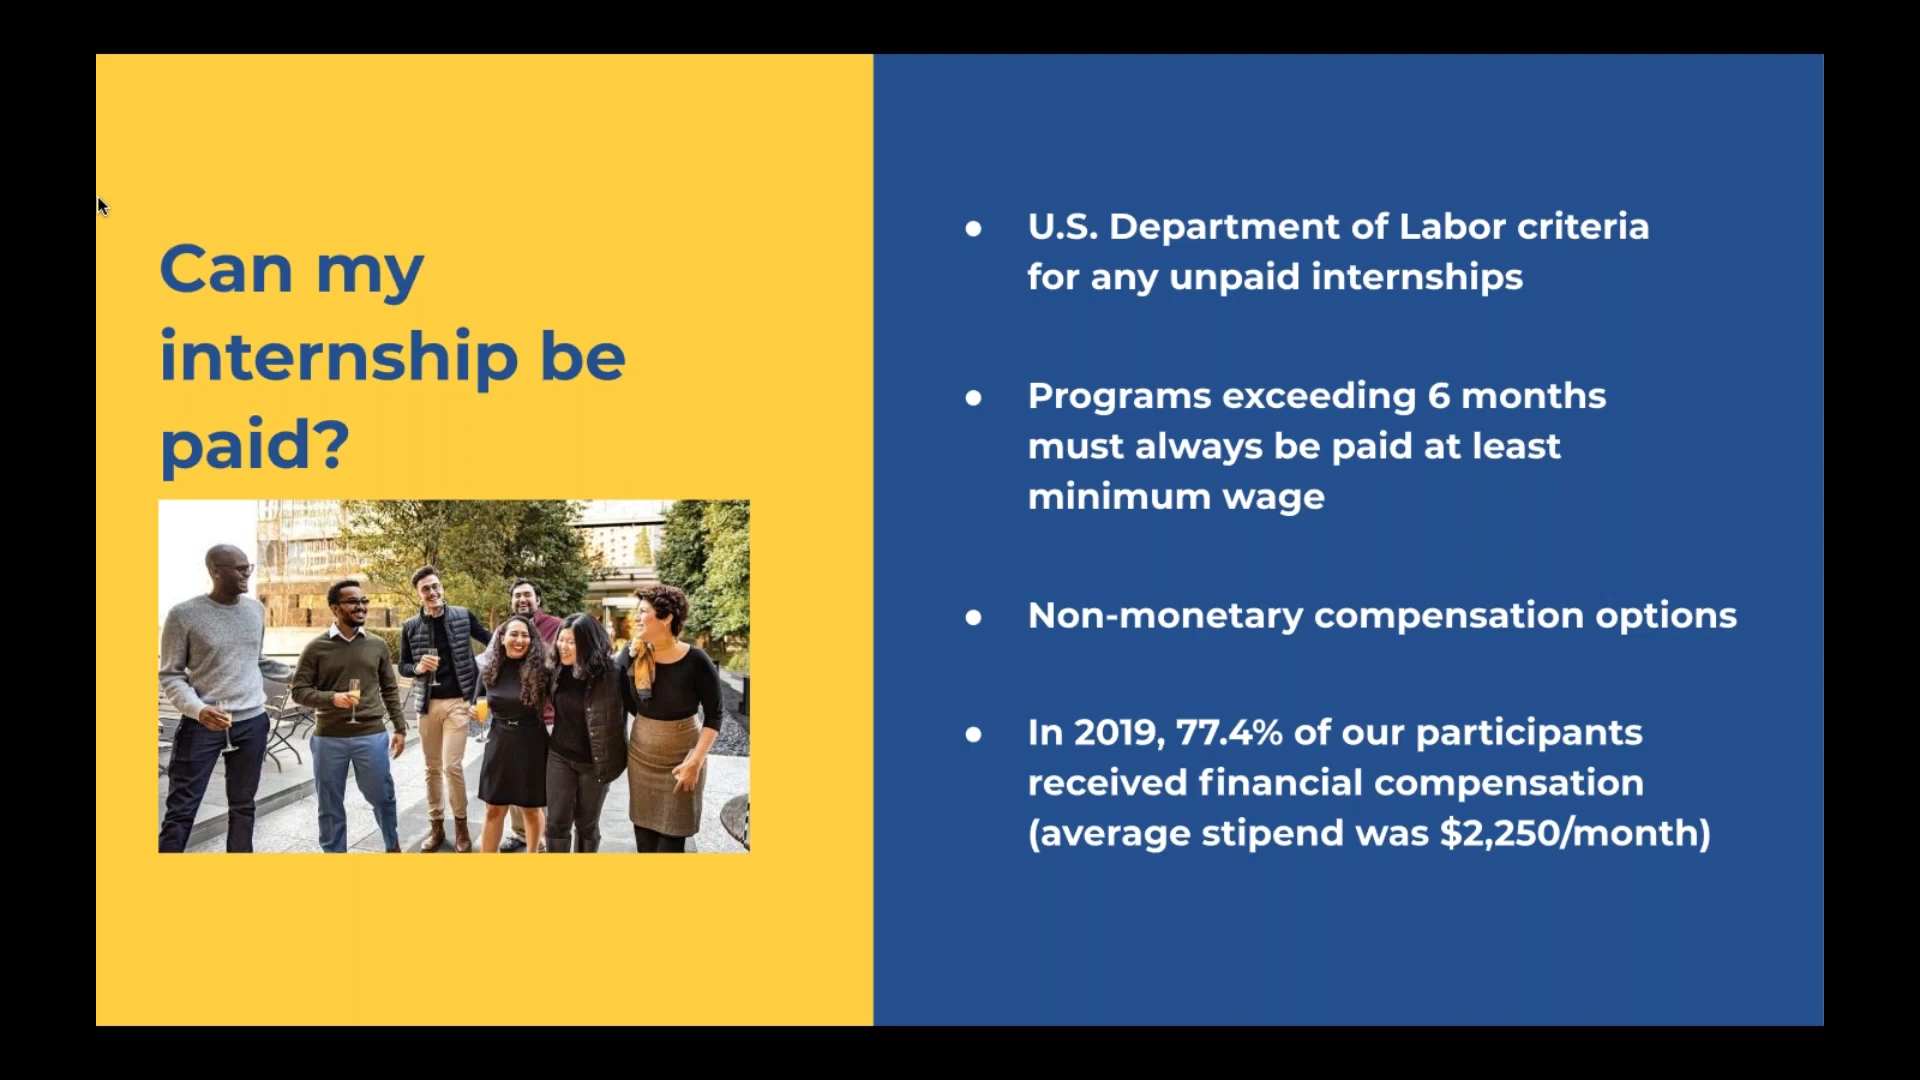 Can my
internship be
paid?
● U.S. Department of Labor criteria
for any unpaid internships
● Programs exceeding 6 months
must always be paid at least
minimum wage
● Non-monetary compensation options
● In 2019, 77.4% of our participants
received financial compensation
(average stipend was $2,250/month)